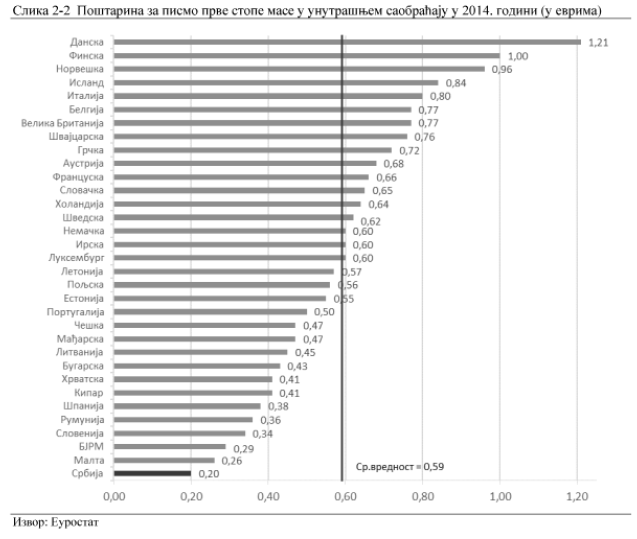 Слика 2-2 Поштарина за писмо прве стопе масе у унутрашњем саобраћају у 2014. години (у еврима)
Данска 1,21
Финска 1,00
Норвешка 0,96
Исланд 0,84
Италија 0,80
Белгија 0,77
Велика Британија 0,77
Швајцарска 0,76
Грчка 0,72
Аустрија 0,68
Француска 0,66
Словачка 0,65
Холандија 0,64
Шведска 0,62
Немачка 0,60
Ирска 0,60
Луксембург 0,60
Летонија 0,57
Пољска 0,56
Естонија 0,55
Португалија 0,50
Чешка 0,47
Мађарска 0,47
Литванија 0,45
Бугарска 0,43
Хрватска 0,41
Кипар 0,41
Шпанија 0,38
Румунија 0,36
Словенија 0,34
БЈРМ 0,29
Малта 0,26
Србија 0,20
Ср.вредност = 0,59
0,00 0,20 0,40 0,60 0,80 1,00 1,20
Извор: Еуростат